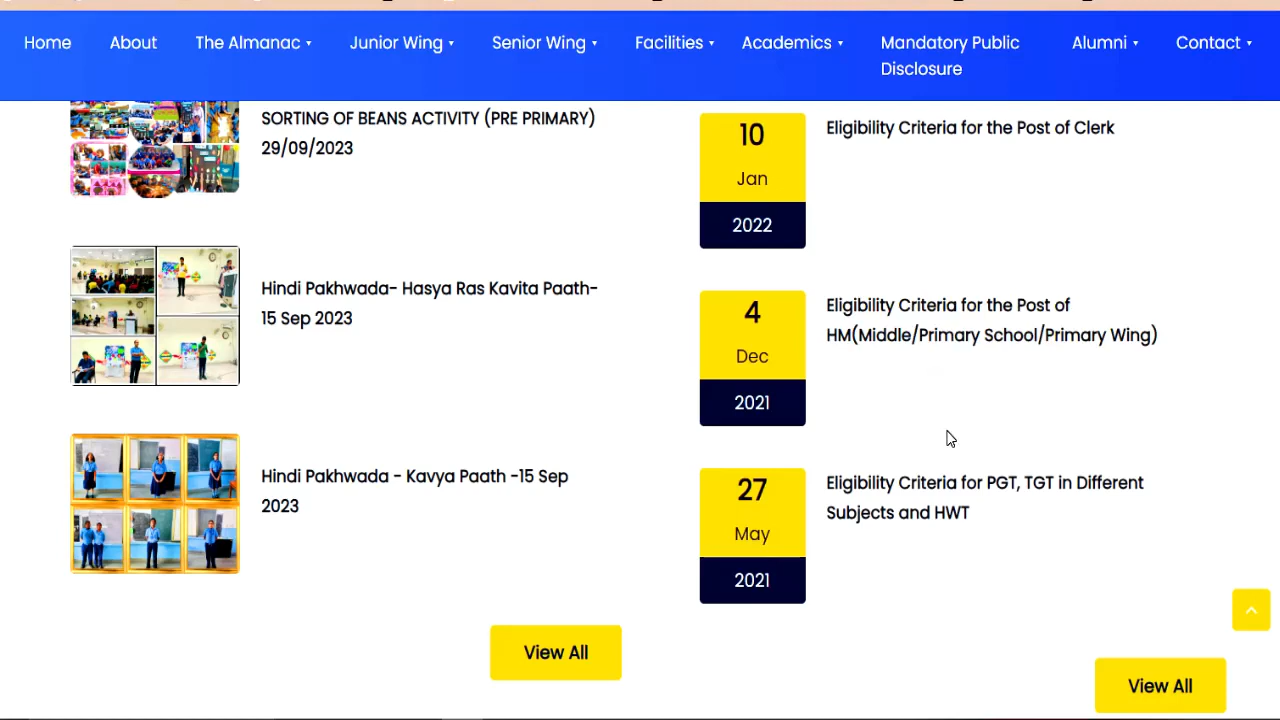 Home About The Almanac Junior Wing Senior Wing Facilities Academics Mandatory Public Alumni Contact
Disclosure
SORTING OF BEANS ACTIVITY (PRE PRIMARY)
29/09/2023
Hindi Pakhwada- Hasya Ras Kavita Paath-
15 Sep 2023
Hindi Pakhwada - Kavya Paath -15 Sep
2023
View All
10
Jan
2022
Eligibility Criteria for the Post of Clerk
4
Dec
2021
Eligibility Criteria for the Post of
HM(Middle/Primary School/Primary Wing)
27
May
2021
Eligibility Criteria for PGT, TGT in Different
Subjects and HWT
View All